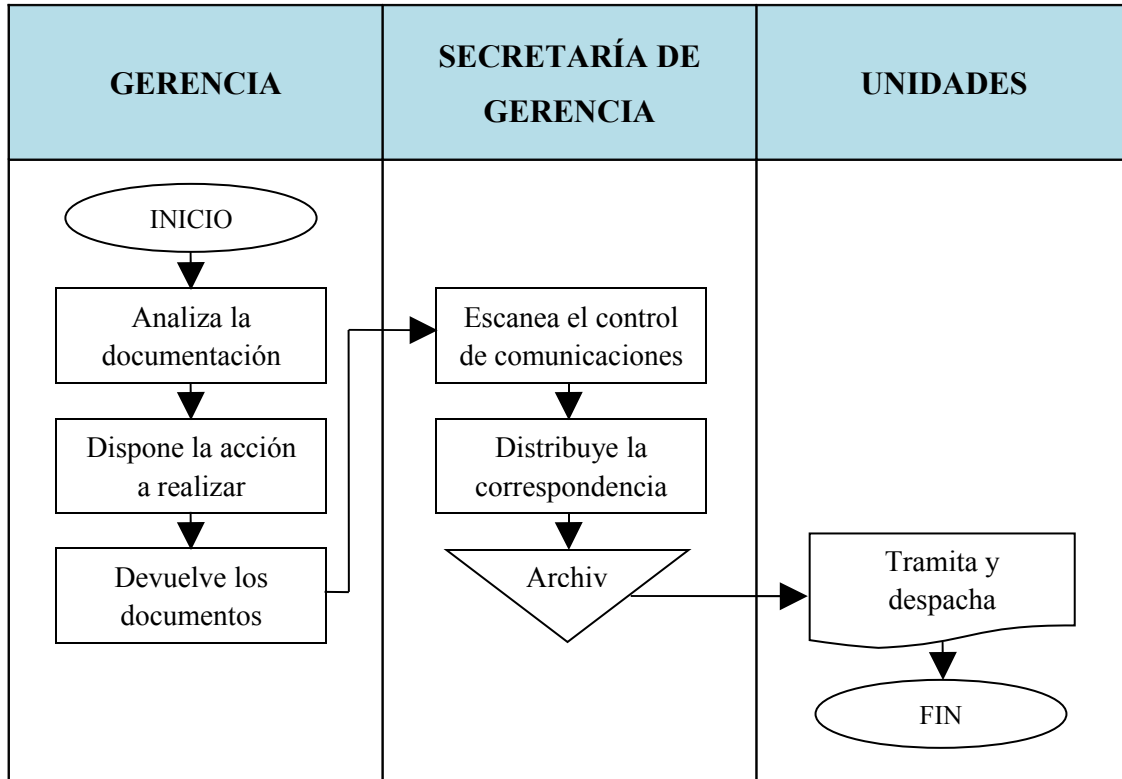 GERENCIA
SECRETARÍA DE
GERENCIA
UNIDADES
INICIO
Analiza la
documentación
Dispone la acción
a realizar
Devuelve los
documentos
Escanea el control
de comunicaciones
Distribuye la
correspondencia
Archiv
Tramita y
despacha
FIN